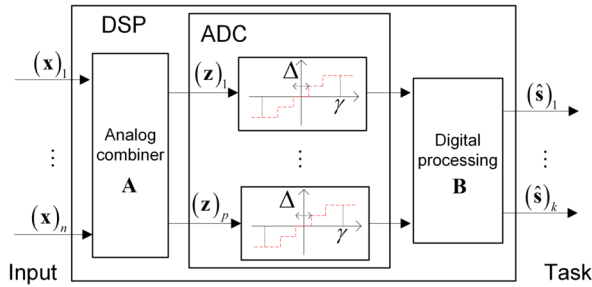 DSP
ADC
(x)₁
(z)₁
Δ
γ
(ŝ)₁
Analog
combiner
A
⋮
⋮
Digital
processing
B
⋮
(x)ₙ
(z)ₚ
Δ
γ
(ŝ)ₖ
Input
Task